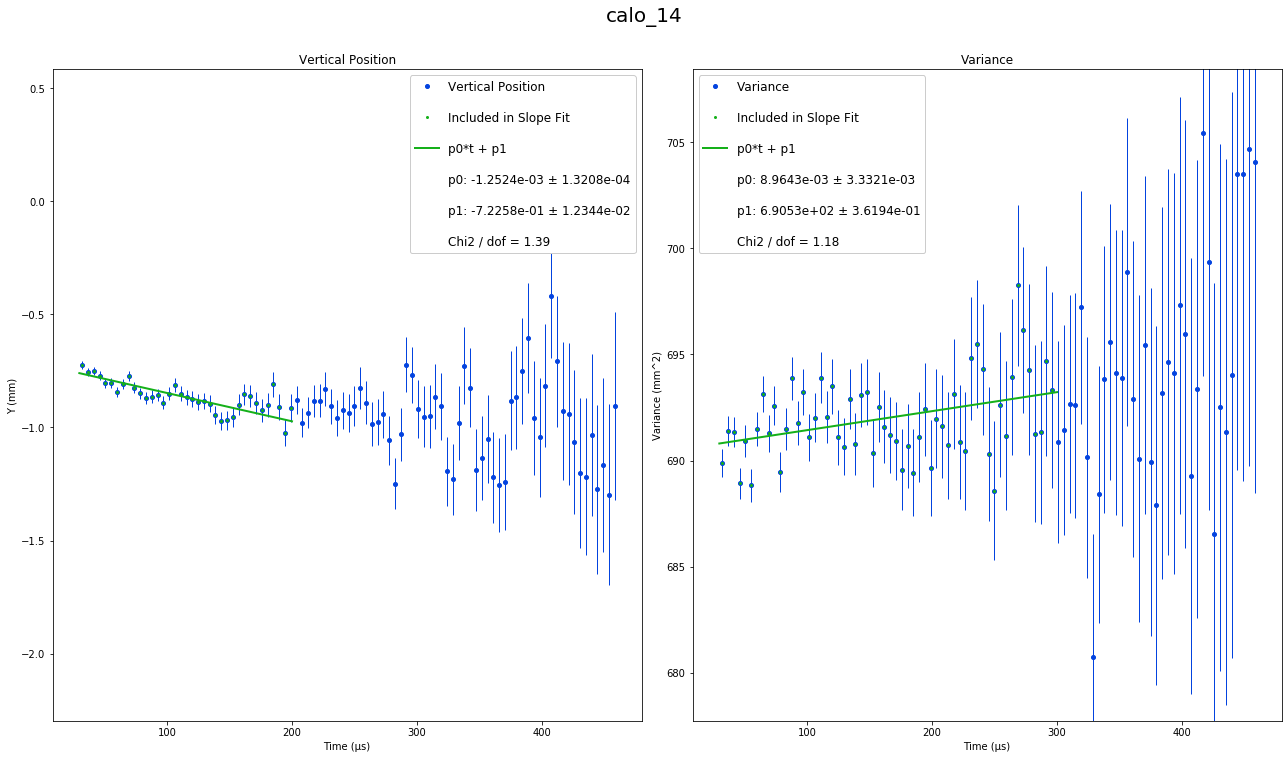 calo_14
Vertical Position
Vertical Position
Included in Slope Fit
p0*t + p1
p0: -1.2524e-03 ± 1.3208e-04
p1: -7.2258e-01 ± 1.2344e-02
Chi2 / dof = 1.39
Y (mm)
0.5
0.0
−0.5
−1.0
−1.5
−2.0
100
200
300
400
Time (μs)
Variance
Variance
Included in Slope Fit
p0*t + p1
p0: 8.9643e-03 ± 3.3321e-03
p1: 6.9053e+02 ± 3.6194e-01
Chi2 / dof = 1.18
Variance (mm^2)
705
700
695
690
685
680
100
200
300
400
Time (μs)